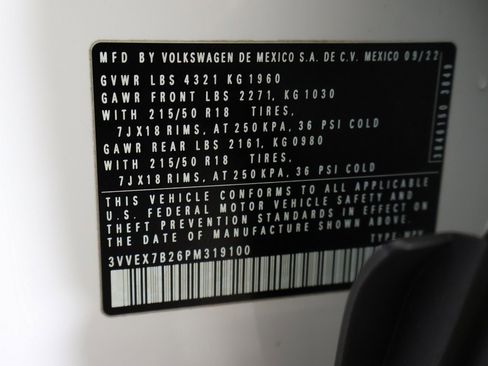 MFD BY VOLKSWAGEN DE MEXICO S.A. DE C.V. MEXICO 09/22
GVWR LBS 4321 KG 1960
GAWR FRONT LBS 2271, KG 1030
WITH 215/50 R18 TIRES,
7JX18 RIMS, AT 250 KPA, 36 PSI COLD
GAWR REAR LBS 2161, KG 0980
WITH 215/50 R18 TIRES,
7JX18 RIMS, AT 250 KPA, 36 PSI COLD
THIS VEHICLE CONFORMS TO ALL APPLICABLE
U.S. FEDERAL MOTOR VEHICLE SAFETY AND
THEFT PREVENTION STANDARDS IN EFFECT ON
THE DATE OF MANUFACTURE SHOWN ABOVE.
3VVEX7B26PM319100 TYPE